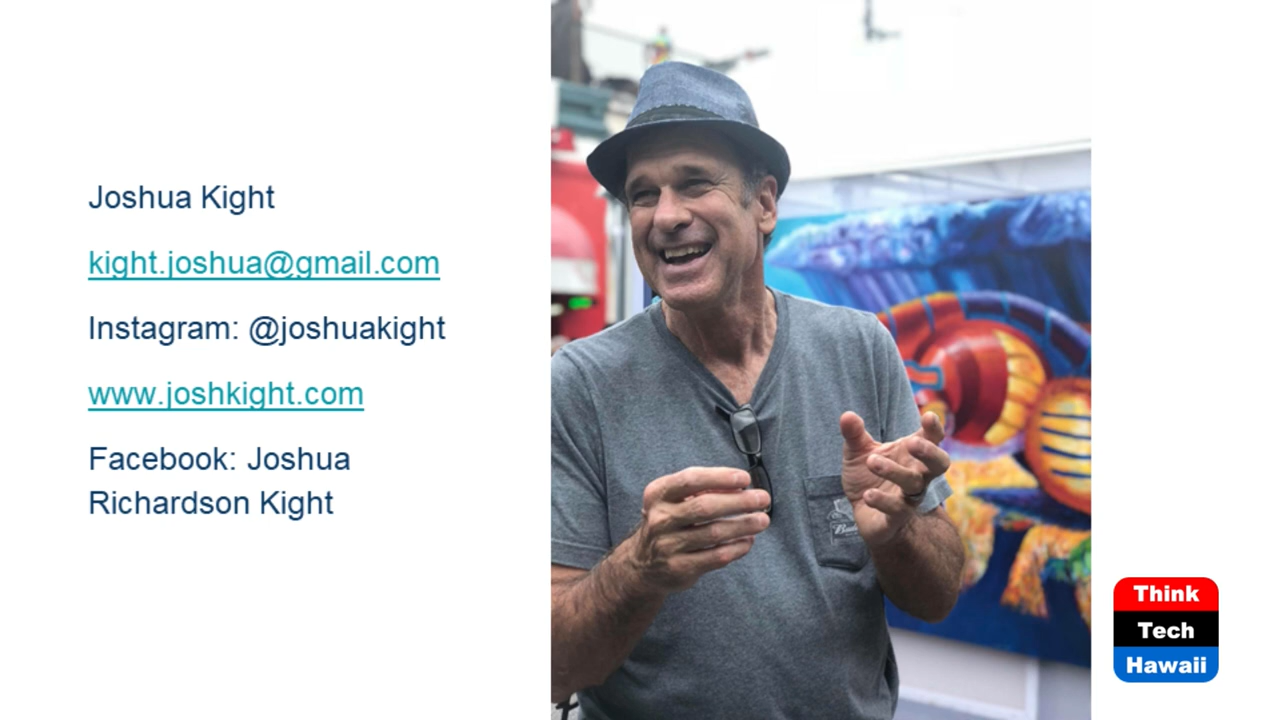 Joshua Kight
kight.joshua@gmail.com
Instagram: @joshuakight
www.joshkight.com
Facebook: Joshua
Richardson Kight
Think
Tech
Hawaii